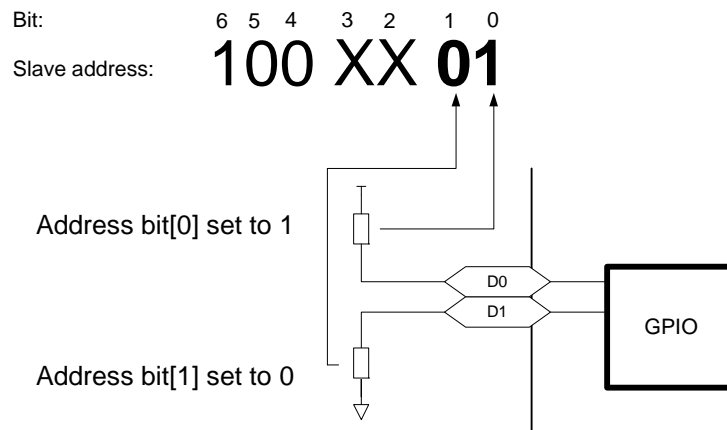 Bit: 6 5 4 3 2 1 0
Slave address: 100 XX 01
Address bit[0] set to 1
D0
D1
GPIO
Address bit[1] set to 0